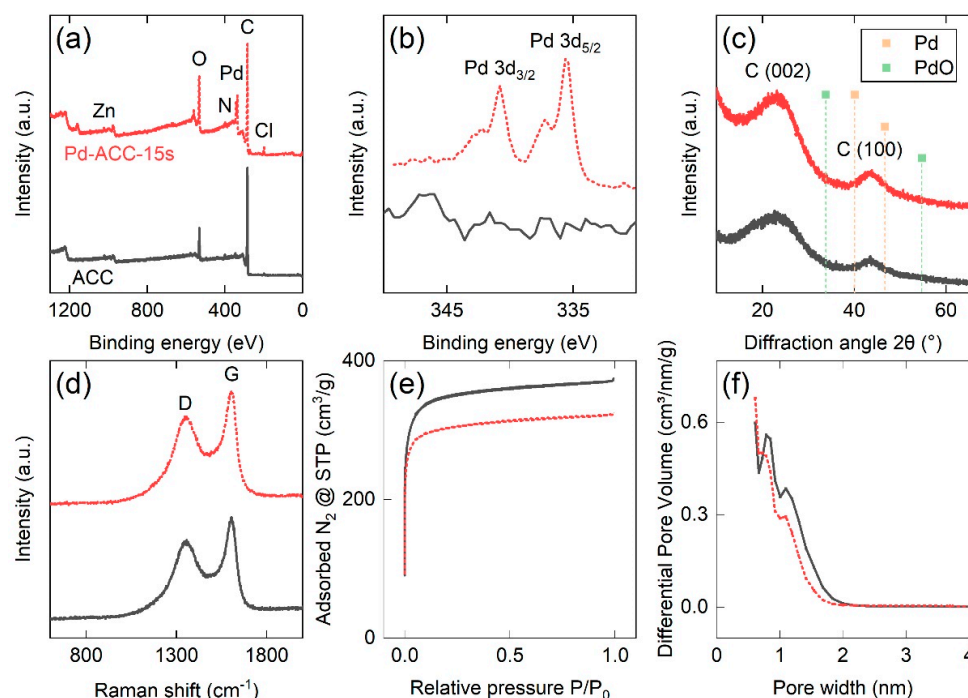 (a)
C
O
Pd
N
Zn
Cl
Pd-ACC-15s
ACC
Intensity (a.u.)
1200 800 400 0
Binding energy (eV)
(b)
Pd 3d5/2
Pd 3d3/2
Intensity (a.u.)
345 335
Binding energy (eV)
(c)
Pd
PdO
C (002)
C (100)
Intensity (a.u.)
20 40 60
Diffraction angle 2θ (°)
(d)
G
D
Intensity (a.u.)
600 1200 1800
Raman shift (cm⁻¹)
(e)
400
200
0
Adsorbed N₂ @ STP (cm³/g)
0.0 0.5 1.0
Relative pressure P/P₀
(f)
0.6
0.3
0.0
Differential Pore Volume (cm³/nm/g)
0 1 2 3 4
Pore width (nm)